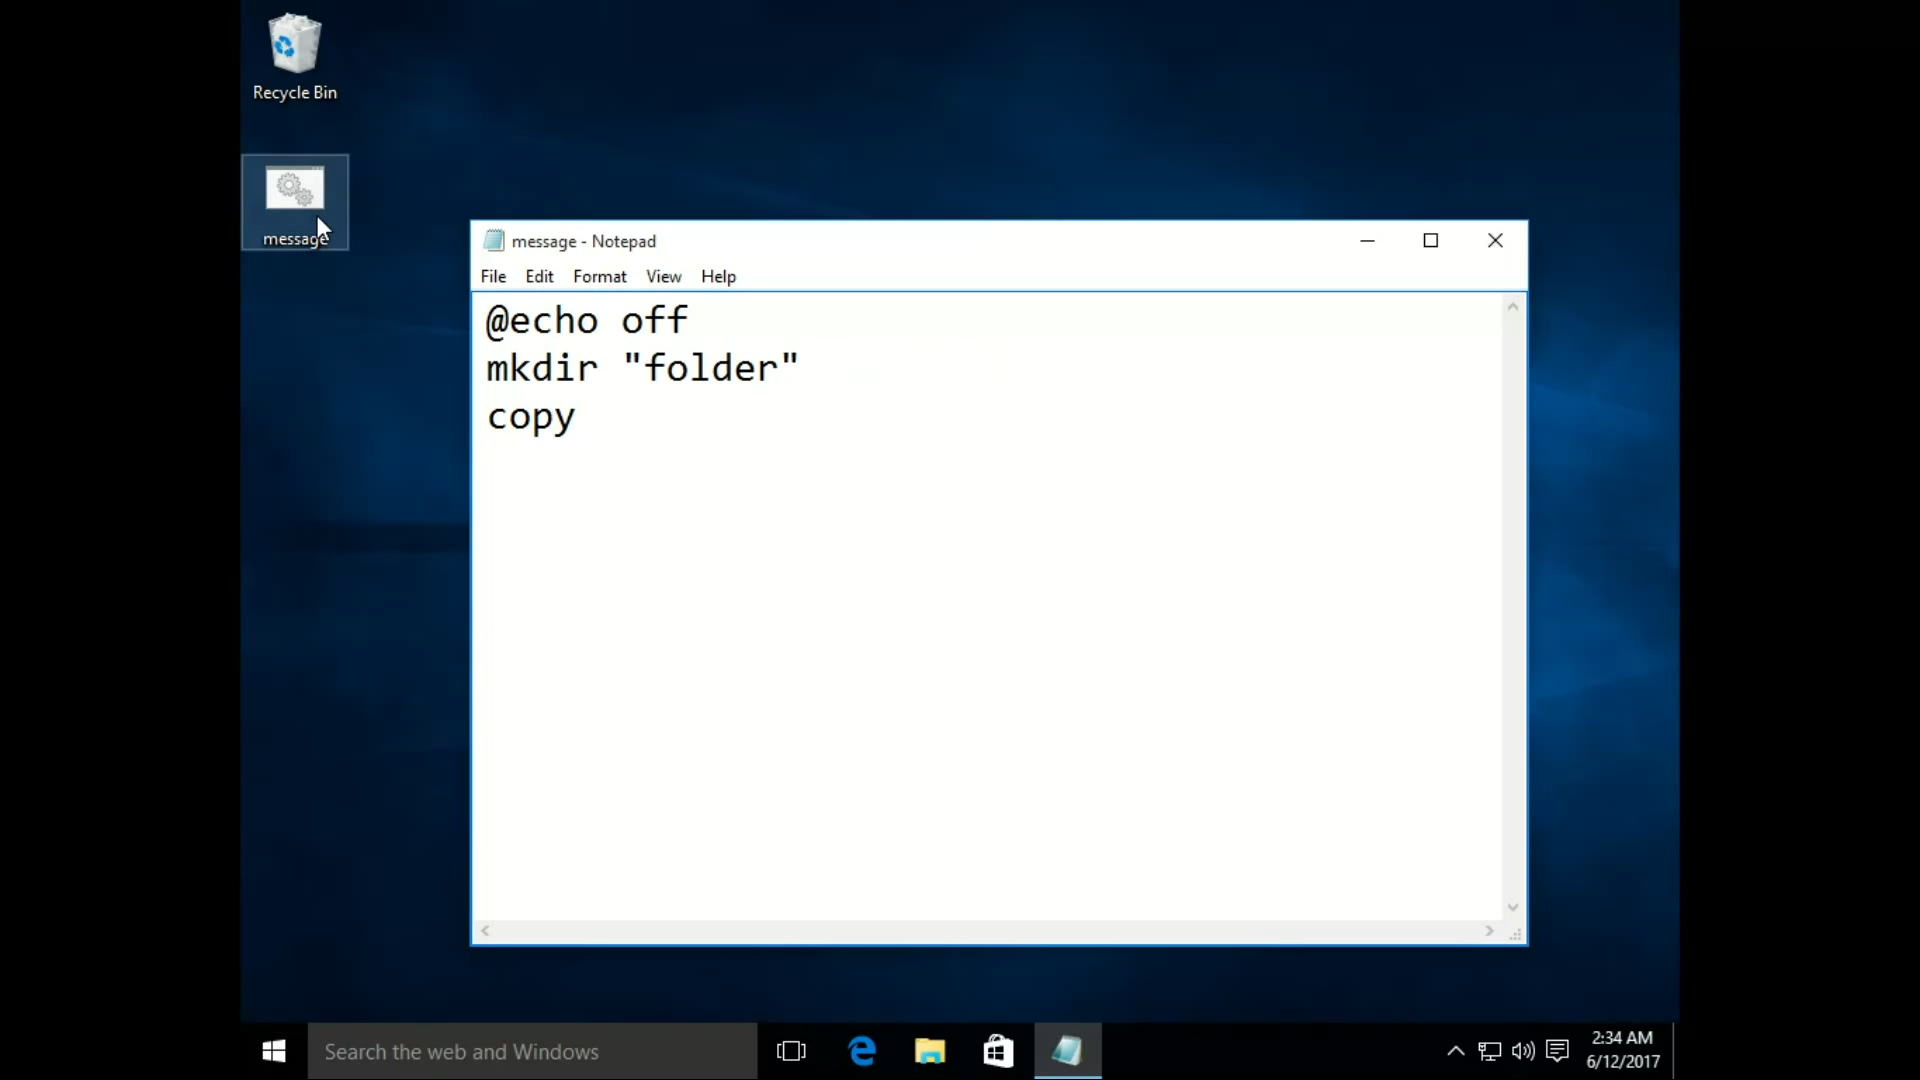 Recycle Bin
message
message - Notepad
File Edit Format View Help
@echo off
mkdir "folder"
copy
Search the web and Windows
2:34 AM
6/12/2017